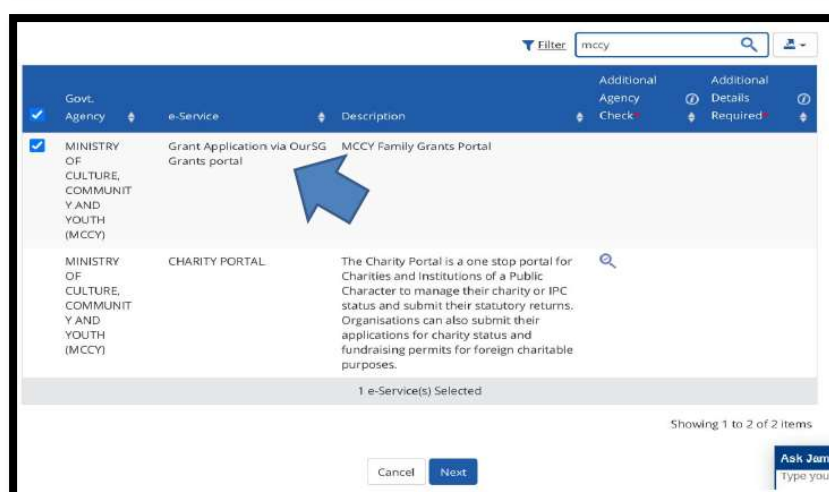 Filter mccy
Govt. Agency
e-Service
Description
Additional Agency Check*
Additional Details Required*
MINISTRY
OF
CULTURE,
COMMUNIT
Y AND
YOUTH
(MCCY)
Grant Application via OurSG
Grants portal
MCCY Family Grants Portal
MINISTRY
OF
CULTURE,
COMMUNIT
Y AND
YOUTH
(MCCY)
CHARITY PORTAL
The Charity Portal is a one stop portal for
Charities and Institutions of a Public
Character to manage their charity or IPC
status and submit their statutory returns.
Organisations can also submit their
applications for charity status and
fundraising permits for foreign charitable
purposes.
1 e-Service(s) Selected
Showing 1 to 2 of 2 items
Cancel Next
Ask Jam
Type you